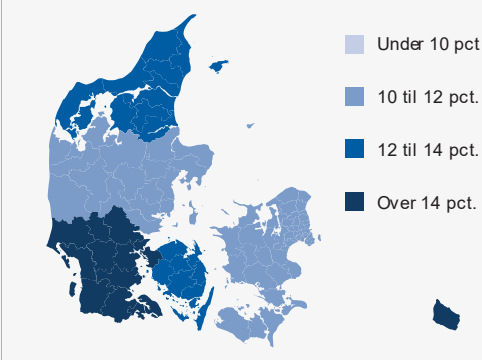 Under 10 pct
10 til 12 pct.
12 til 14 pct.
Over 14 pct.